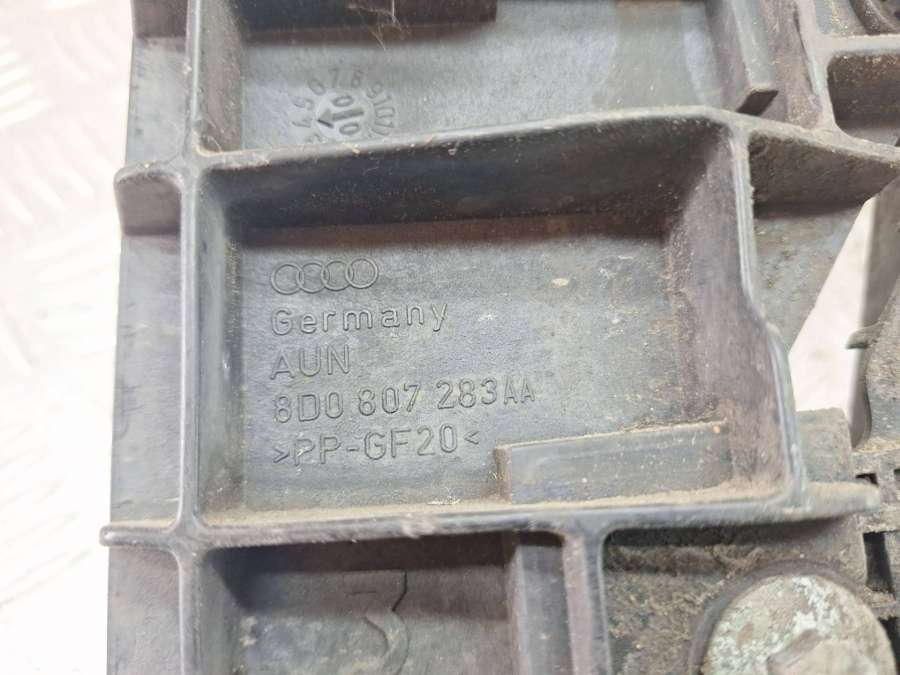 Germany
AUN
8D0 807 283AA
>PP-GF20<